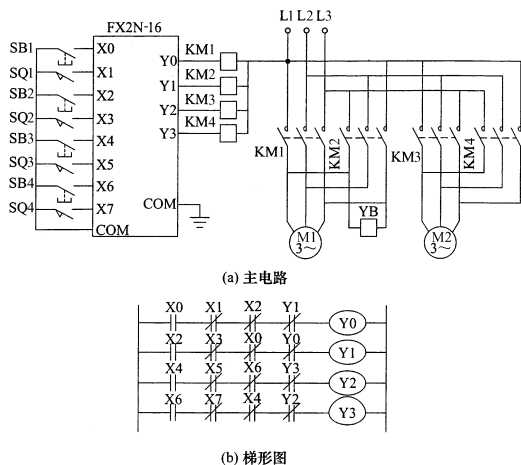 FX2N-16
L1 L2 L3
SB1 X0 Y0 KM1
SQ1 X1 Y1 KM2
SB2 X2 Y2 KM3
SQ2 X3 Y3 KM4
SB3 X4
SQ3 X5
SB4 X6
SQ4 X7
COM
COM
KM1 KM2 KM3 KM4
YB
M1
3～
M2
3～
(a) 主电路
X0 X1 X2 Y1 Y0
X2 X3 X0 Y0 Y1
X4 X5 X6 Y3 Y2
X6 X7 X4 Y2 Y3
(b) 梯形图